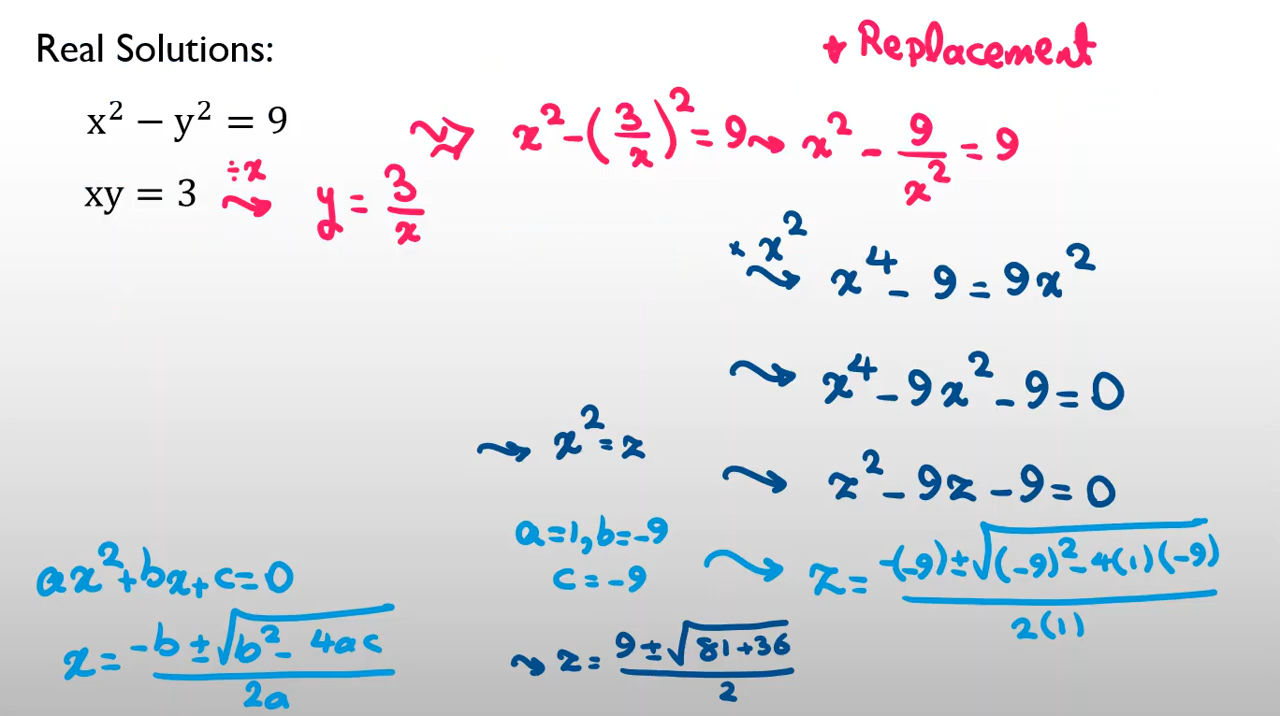 Real Solutions:
* Replacement
x² − y² = 9 ⇝ x² − (3/x)² = 9 ⇝ x² − 9/x² = 9
xy = 3 ÷x ⇝ y = 3/x
* x² ⇝ x⁴ − 9 = 9x²
⇝ x⁴ − 9x² − 9 = 0
⇝ x² = z ⇝ z² − 9z − 9 = 0
a = 1, b = −9
c = −9
⇝ z = (−(−9) ± √((−9)² − 4(1)(−9))) / 2(1)
ax² + bx + c = 0
x = (−b ± √(b² − 4ac)) / 2a
⇝ z = (9 ± √(81 + 36)) / 2